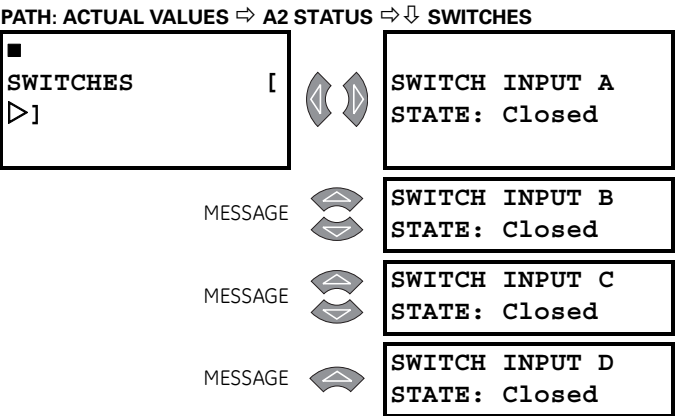 PATH: ACTUAL VALUES ⇨ A2 STATUS ⇨⇩ SWITCHES
■
SWITCHES [
▷]
SWITCH INPUT A
STATE: Closed
MESSAGE
SWITCH INPUT B
STATE: Closed
MESSAGE
SWITCH INPUT C
STATE: Closed
MESSAGE
SWITCH INPUT D
STATE: Closed